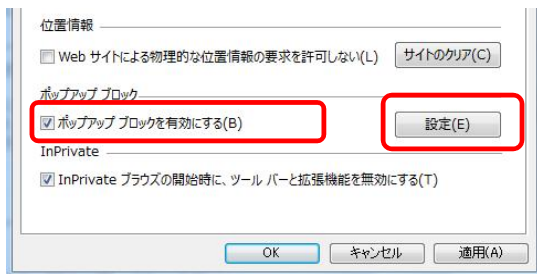 位置情報
Web サイトによる物理的な位置情報の要求を許可しない(L) サイトのクリア(C)
ポップアップ ブロック
ポップアップ ブロックを有効にする(B) 設定(E)
InPrivate
InPrivate ブラウズの開始時に、ツール バーと拡張機能を無効にする(T)
OK キャンセル 適用(A)